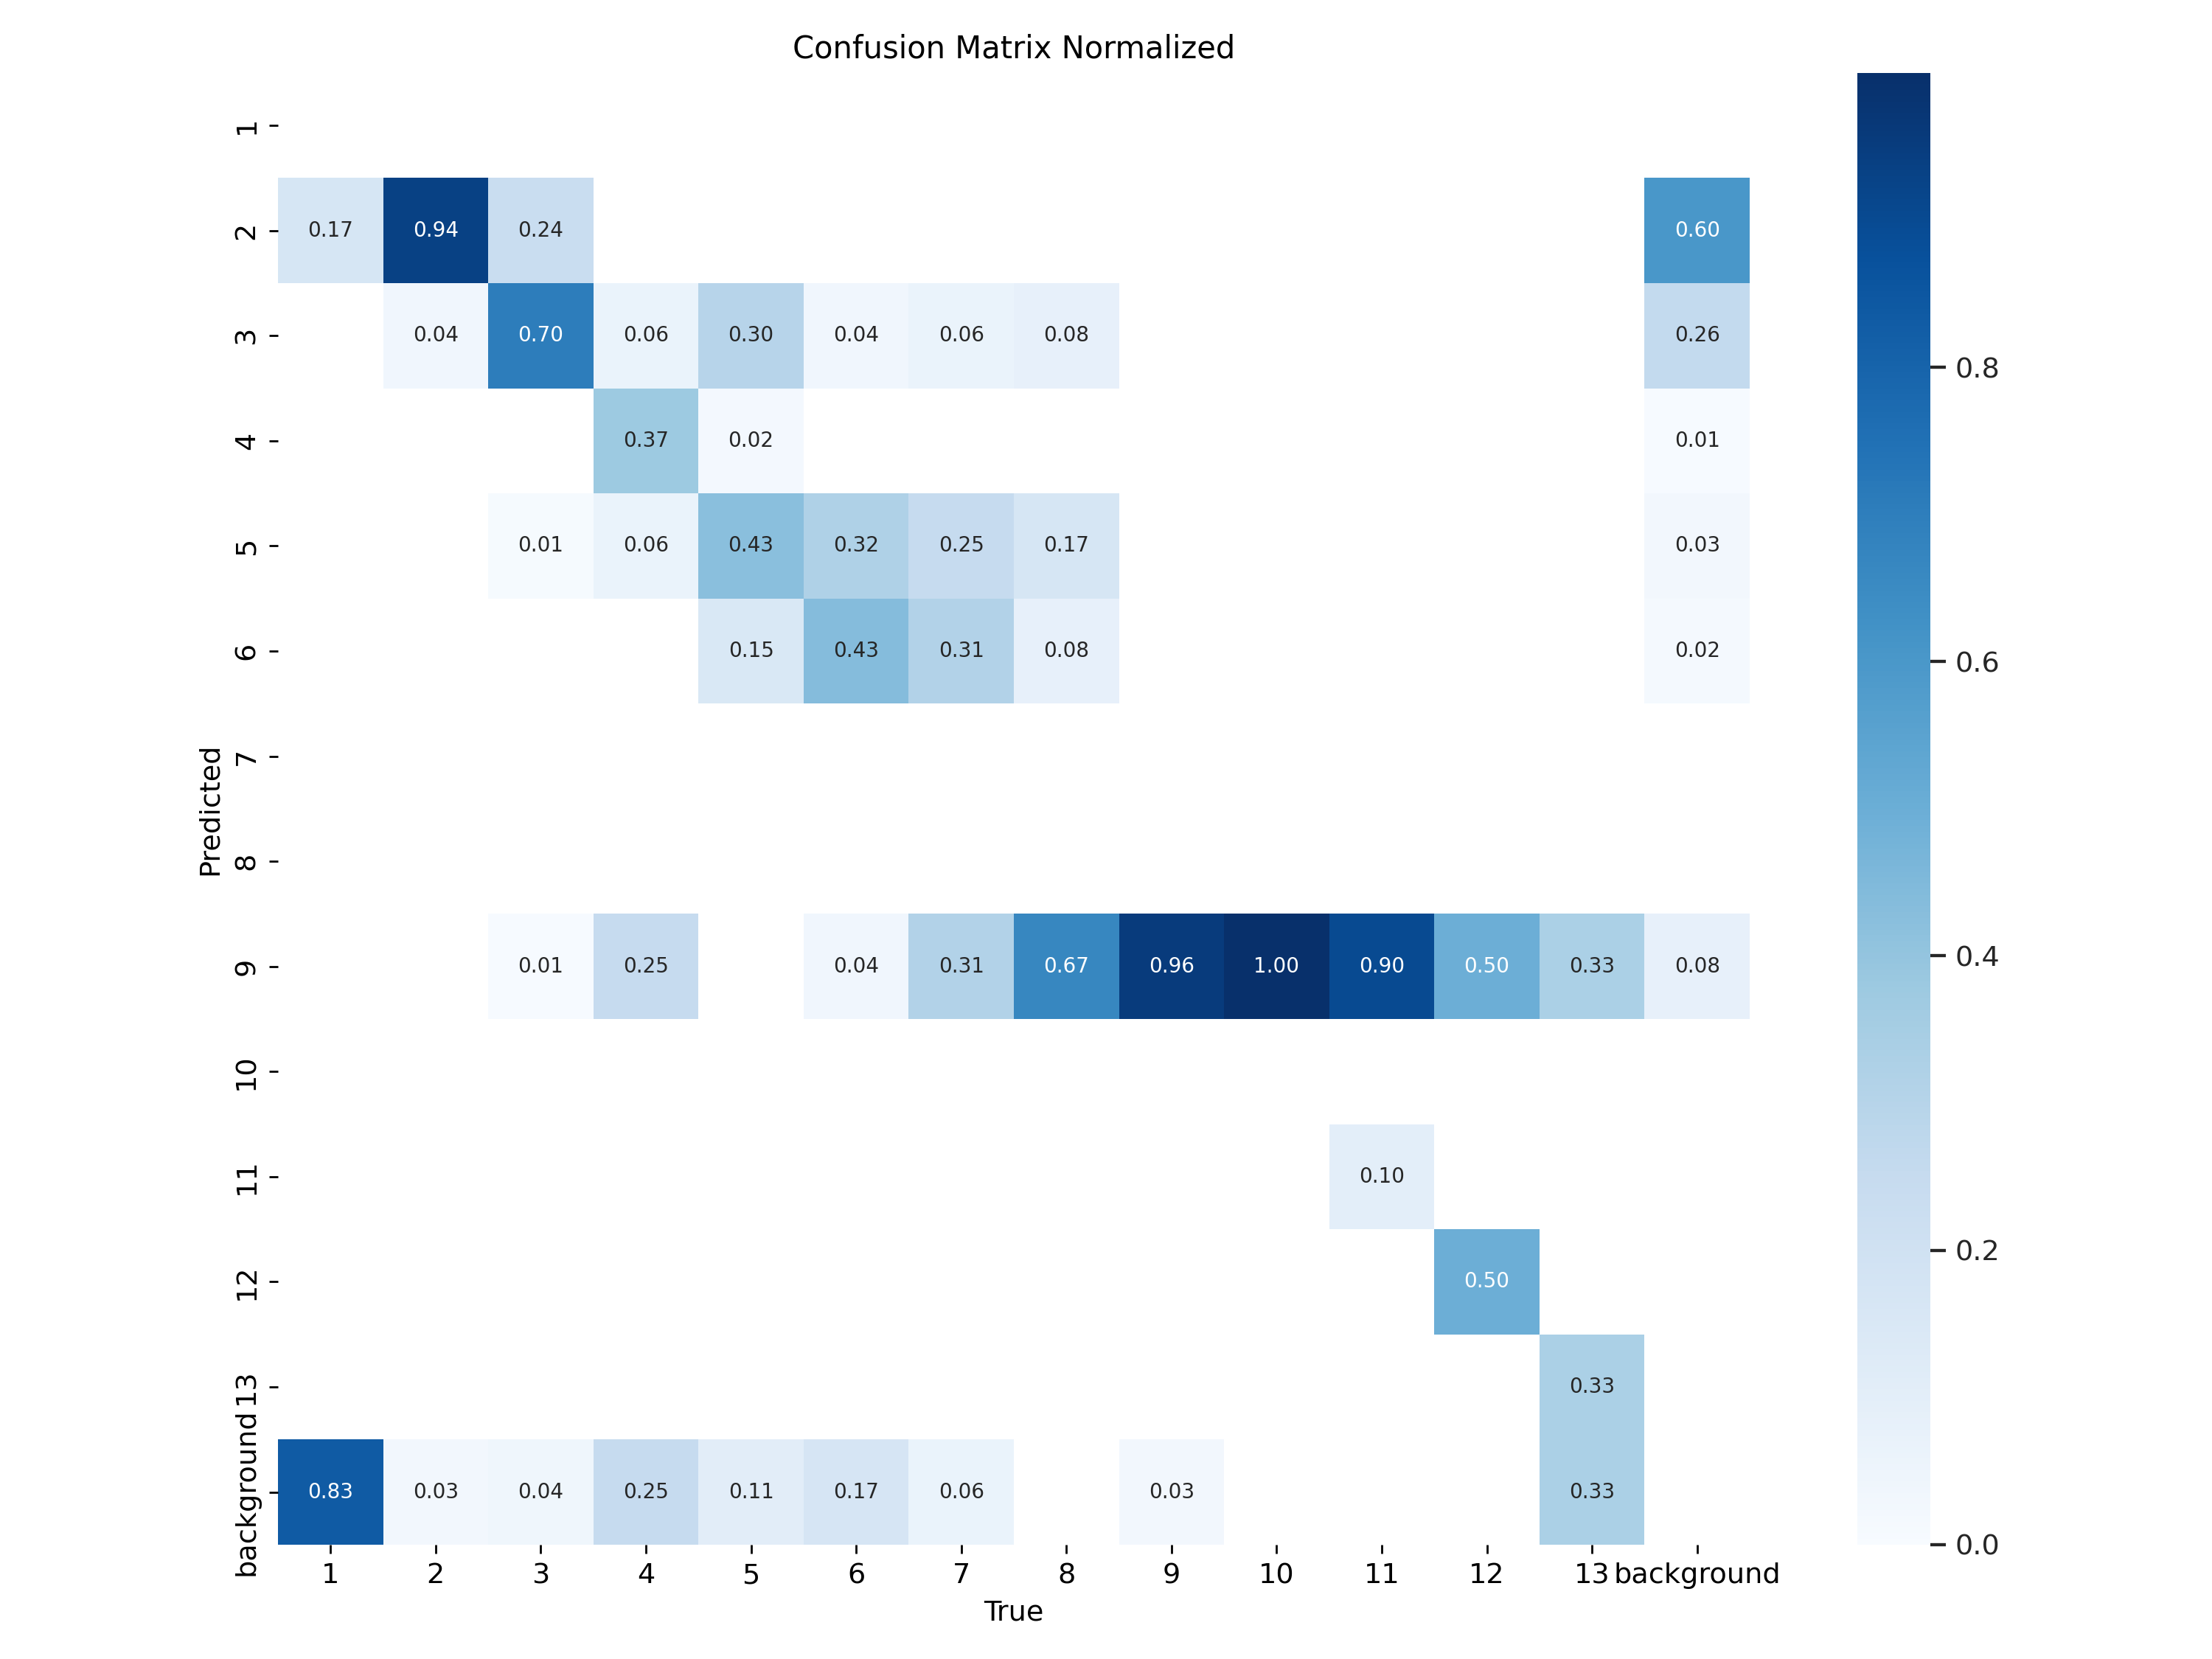 Confusion Matrix Normalized
1
2 0.17 0.94 0.24 0.60
3 0.04 0.70 0.06 0.30 0.04 0.06 0.08 0.26
4 0.37 0.02 0.01
5 0.01 0.06 0.43 0.32 0.25 0.17 0.03
6 0.15 0.43 0.31 0.08 0.02
7
8
9 0.01 0.25 0.04 0.31 0.67 0.96 1.00 0.90 0.50 0.33 0.08
10
11 0.10
12 0.50
13 0.33
background 0.83 0.03 0.04 0.25 0.11 0.17 0.06 0.03 0.33
1 2 3 4 5 6 7 8 9 10 11 12 13 background
True
Predicted
0.8
0.6
0.4
0.2
0.0